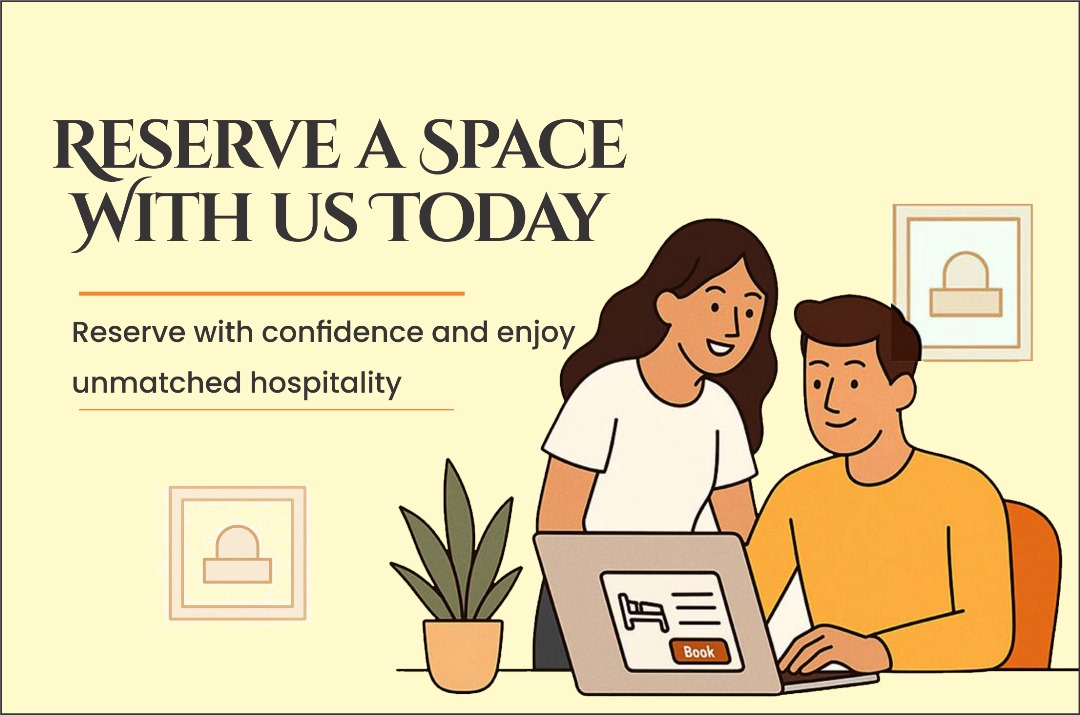 Reserve a Space
With us Today
Reserve with confidence and enjoy
unmatched hospitality
Book